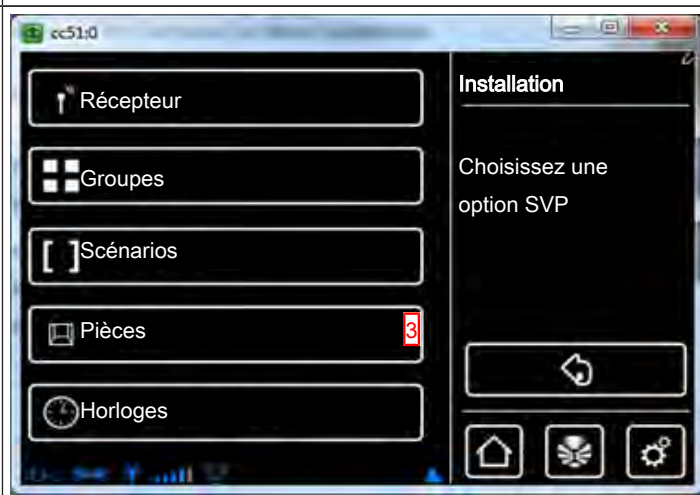 cc51:0
Récepteur
Groupes
Scénarios
Pièces
3
Horloges
Installation
Choisissez une
option SVP